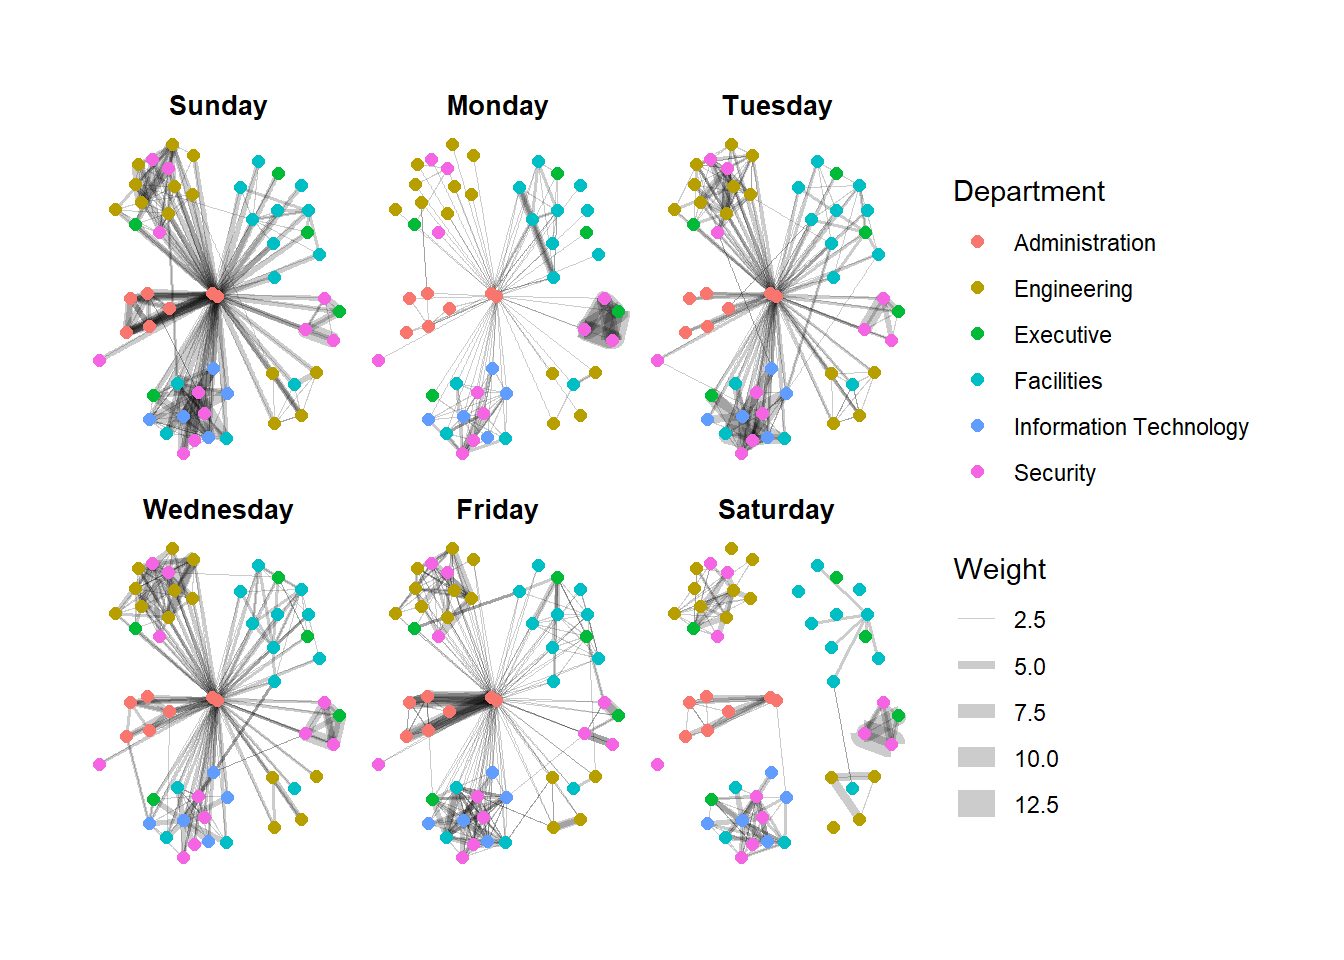 Sunday
Monday
Tuesday
Wednesday
Friday
Saturday
Department
Administration
Engineering
Executive
Facilities
Information Technology
Security
Weight
2.5
5.0
7.5
10.0
12.5